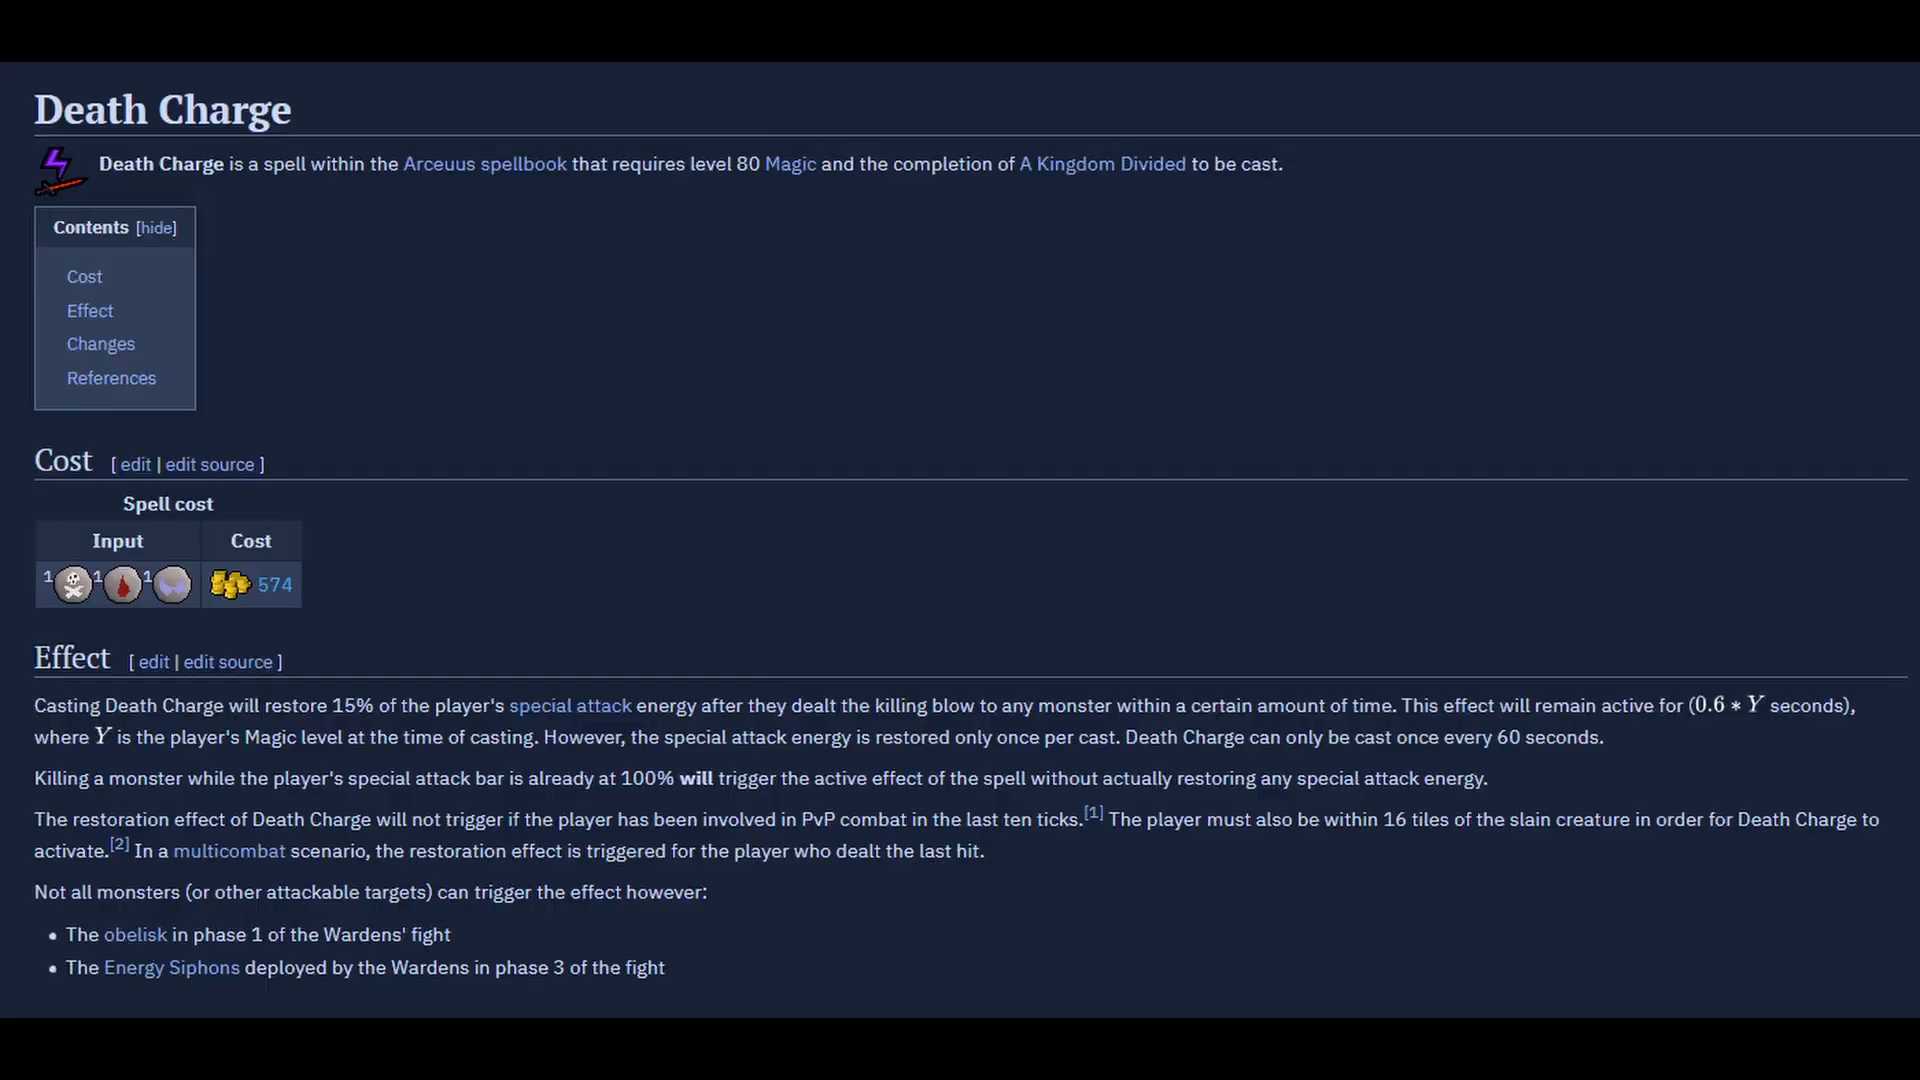 Death Charge
Death Charge is a spell within the Arceuus spellbook that requires level 80 Magic and the completion of A Kingdom Divided to be cast.
Contents [hide]
Cost
Effect
Changes
References
Cost [ edit | edit source ]
Spell cost
Input Cost
1 1 1 574
Effect [ edit | edit source ]
Casting Death Charge will restore 15% of the player's special attack energy after they dealt the killing blow to any monster within a certain amount of time. This effect will remain active for (0.6 * Y seconds),
where Y is the player's Magic level at the time of casting. However, the special attack energy is restored only once per cast. Death Charge can only be cast once every 60 seconds.
Killing a monster while the player's special attack bar is already at 100% will trigger the active effect of the spell without actually restoring any special attack energy.
The restoration effect of Death Charge will not trigger if the player has been involved in PvP combat in the last ten ticks.[1] The player must also be within 16 tiles of the slain creature in order for Death Charge to
activate.[2] In a multicombat scenario, the restoration effect is triggered for the player who dealt the last hit.
Not all monsters (or other attackable targets) can trigger the effect however:
• The obelisk in phase 1 of the Wardens' fight
• The Energy Siphons deployed by the Wardens in phase 3 of the fight